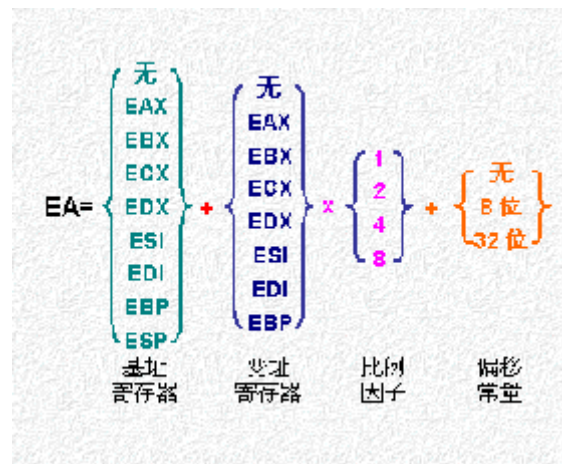 无
EAX
EBX
ECX
EDX
ESI
EDI
EBP
ESP
EA=
+
无
EAX
EBX
ECX
EDX
ESI
EDI
EBP
x
1
2
4
8
+
无
8 位
32 位
基址
寄存器
变址
寄存器
比例
因子
偏移
常量